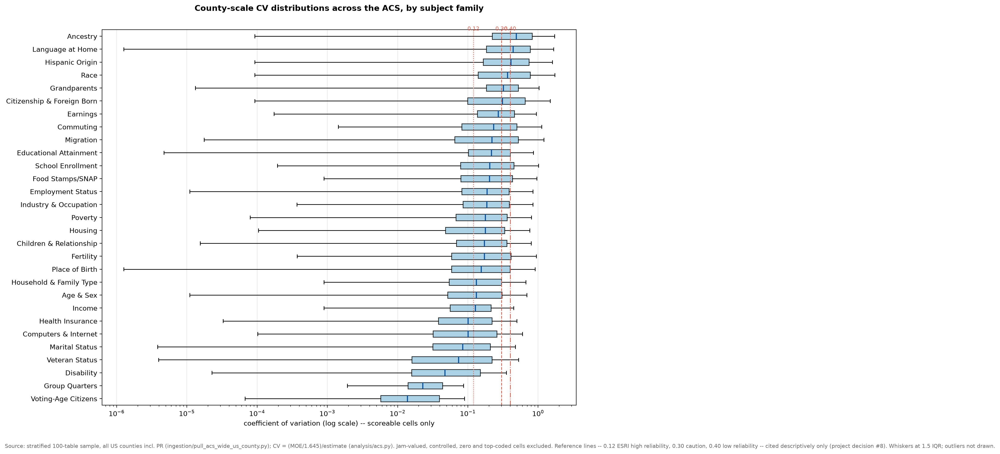 County-scale CV distributions across the ACS, by subject family
0.12
0.30
0.40
Ancestry
Language at Home
Hispanic Origin
Race
Grandparents
Citizenship & Foreign Born
Earnings
Commuting
Migration
Educational Attainment
School Enrollment
Food Stamps/SNAP
Employment Status
Industry & Occupation
Poverty
Housing
Children & Relationship
Fertility
Place of Birth
Household & Family Type
Age & Sex
Income
Health Insurance
Computers & Internet
Marital Status
Veteran Status
Disability
Group Quarters
Voting-Age Citizens
10⁻⁶ 10⁻⁵ 10⁻⁴ 10⁻³ 10⁻² 10⁻¹ 10⁰
coefficient of variation (log scale) -- scoreable cells only
Source: stratified 100-table sample, all US counties incl. PR (ingestion/pull_acs_wide_us_county.py); CV = (MOE/1.645)/estimate (analysis/acs.py). Jam-valued, controlled, zero and top-coded cells excluded. Reference lines -- 0.12 ESRI high reliability, 0.30 caution, 0.40 low reliability -- cited descriptively only (project decision #8). Whiskers at 1.5 IQR; outliers not drawn.